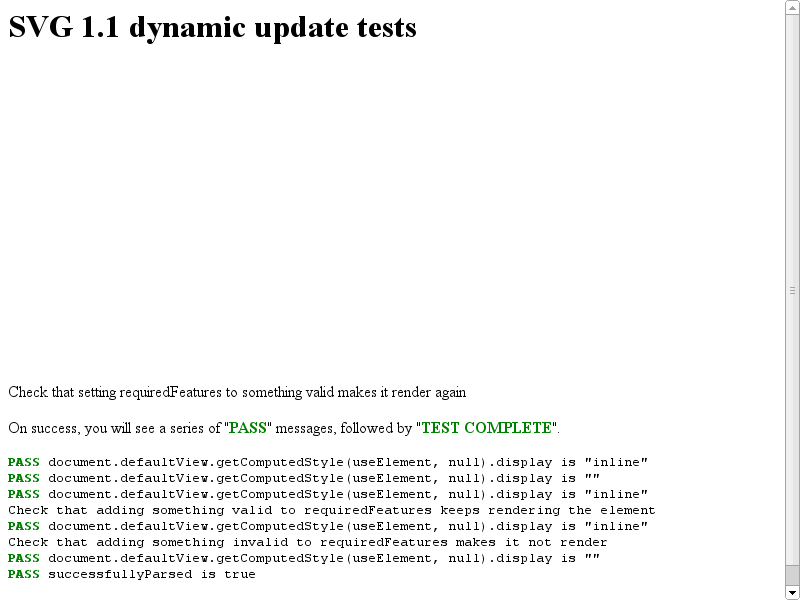 SVG 1.1 dynamic update tests
Check that setting requiredFeatures to something valid makes it render again
On success, you will see a series of "PASS" messages, followed by "TEST COMPLETE".
PASS document.defaultView.getComputedStyle(useElement, null).display is "inline"
PASS document.defaultView.getComputedStyle(useElement, null).display is ""
PASS document.defaultView.getComputedStyle(useElement, null).display is "inline"
Check that adding something valid to requiredFeatures keeps rendering the element
PASS document.defaultView.getComputedStyle(useElement, null).display is "inline"
Check that adding something invalid to requiredFeatures makes it not render
PASS document.defaultView.getComputedStyle(useElement, null).display is ""
PASS successfullyParsed is true